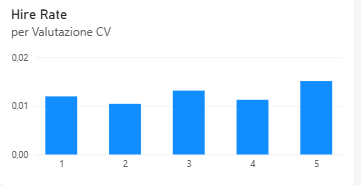 Hire Rate
per Valutazione CV
0,02
0,01
0,00
1 2 3 4 5